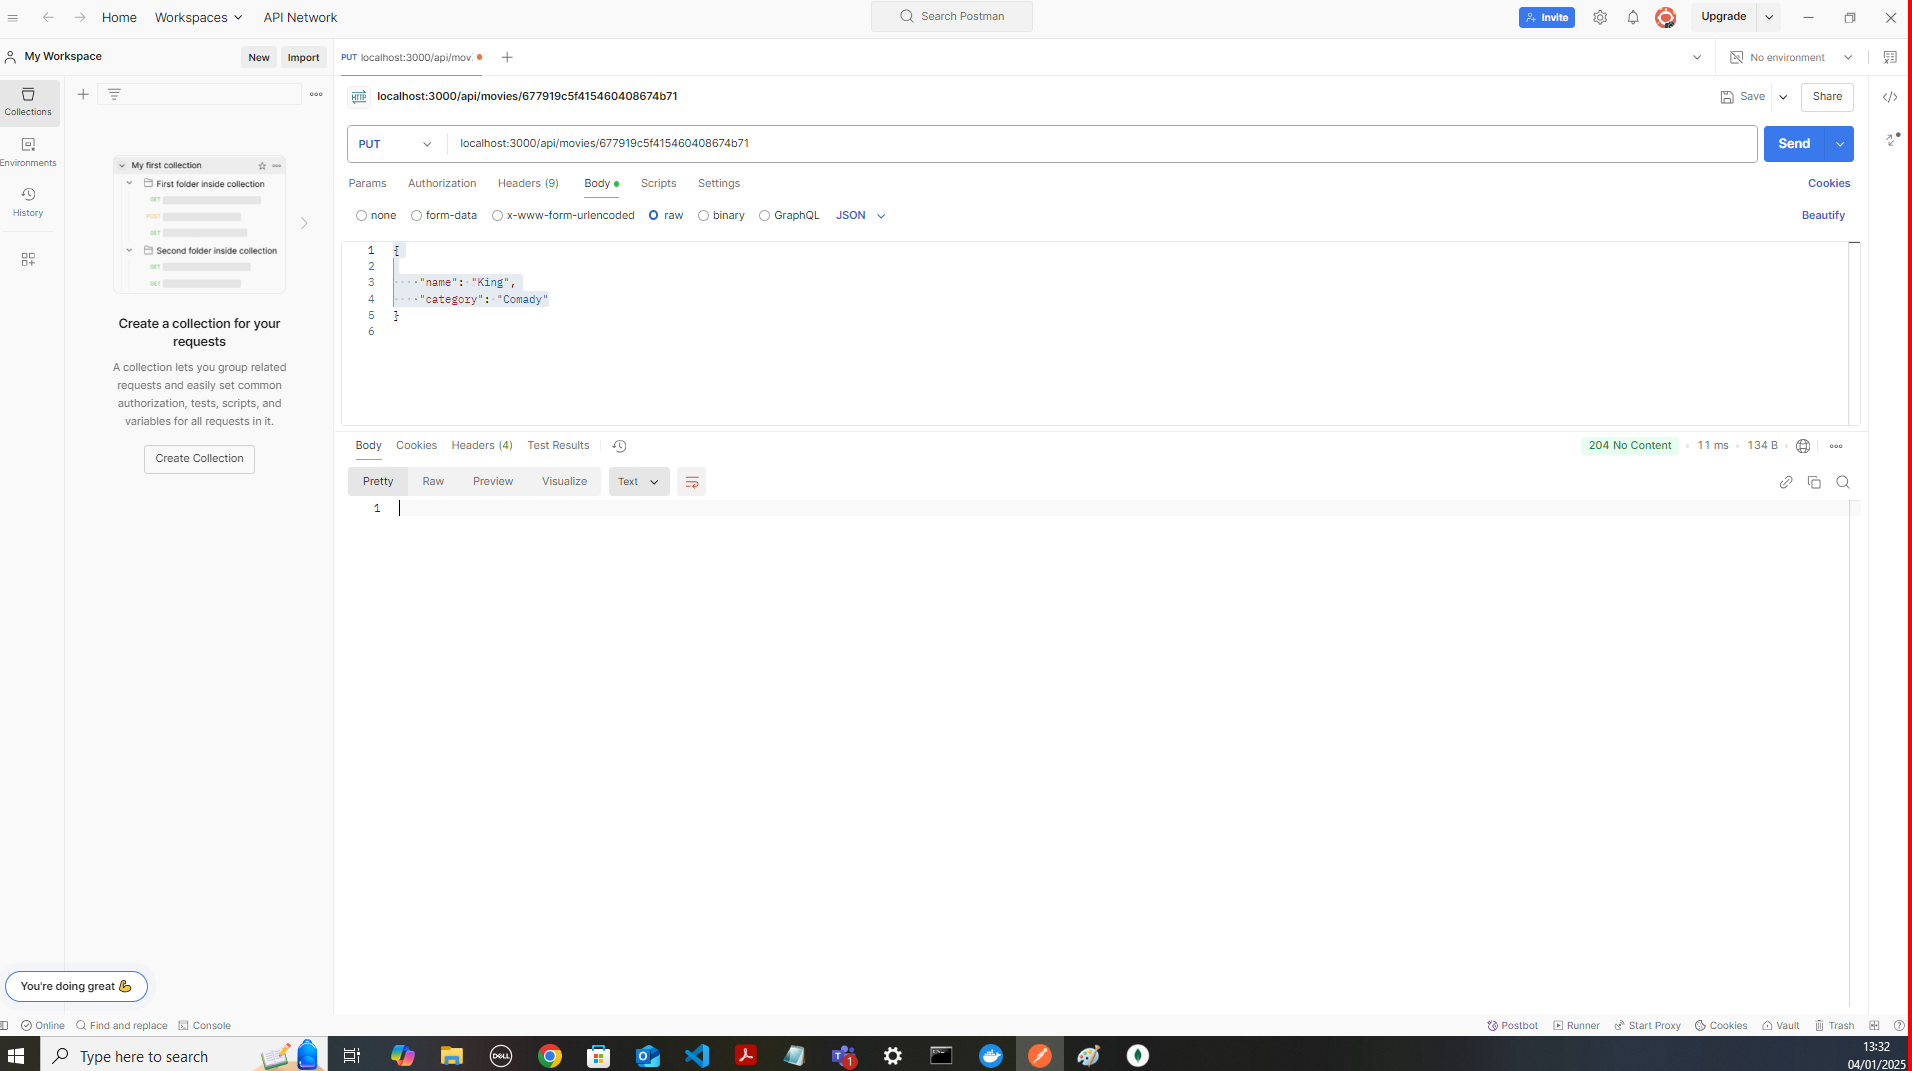 Home
Workspaces
API Network
Search Postman
Invite
Upgrade
My Workspace
New
Import
PUT localhost:3000/api/mov
No environment
Collections
Environments
History
My first collection
First folder inside collection
GET
POST
GET
Second folder inside collection
GET
GET
Create a collection for your
requests
A collection lets you group related
requests and easily set common
authorization, tests, scripts, and
variables for all requests in it.
Create Collection
HTTP
localhost:3000/api/movies/677919c5f415460408674b71
Save
Share
PUT
localhost:3000/api/movies/677919c5f415460408674b71
Send
Params
Authorization
Headers (9)
Body
Scripts
Settings
Cookies
none
form-data
x-www-form-urlencoded
raw
binary
GraphQL
JSON
Beautify
1 {
2
3 "name": "King",
4 "category": "Comady"
5 }
6
Body
Cookies
Headers (4)
Test Results
204 No Content
11 ms
134 B
Pretty
Raw
Preview
Visualize
Text
1
You're doing great 💪
Online
Find and replace
Console
Postbot
Runner
Start Proxy
Cookies
Vault
Trash
Type here to search
DELL
1
13:32
04/01/2025